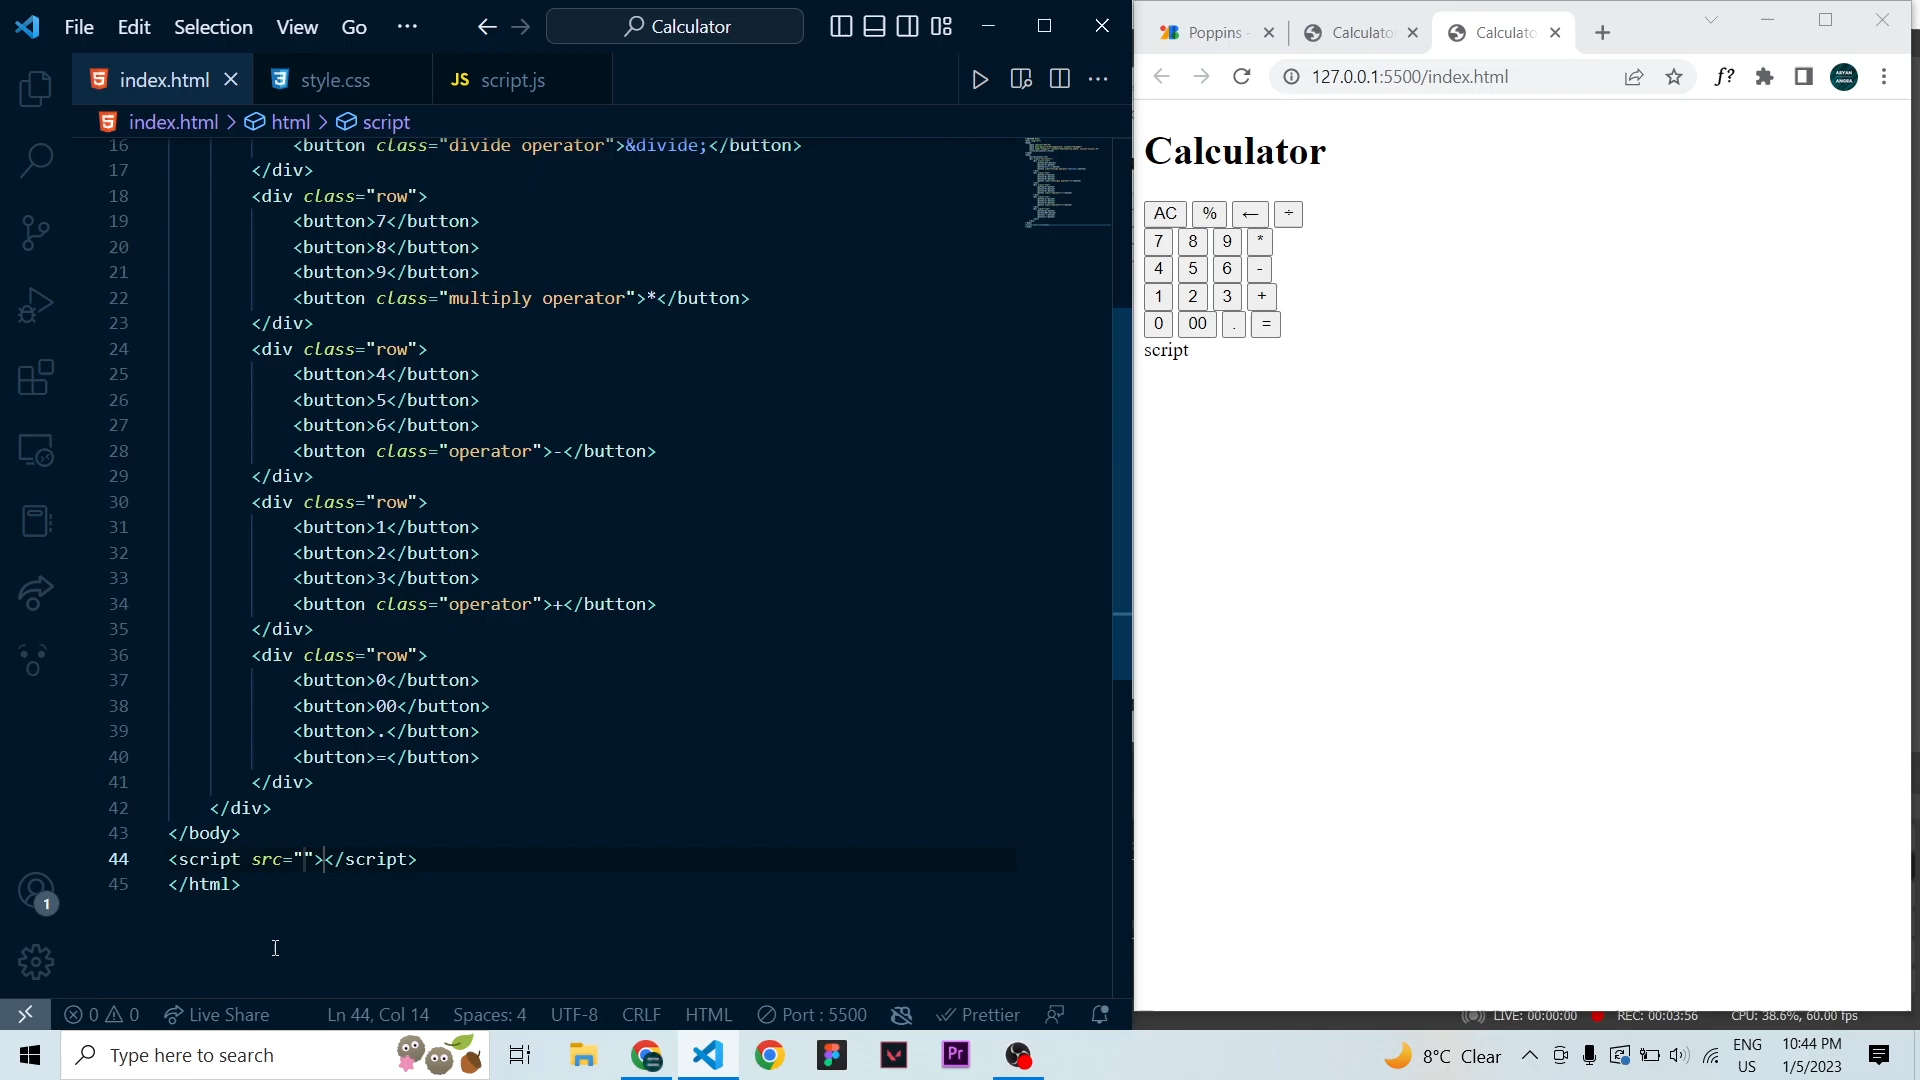 File Edit Selection View Go ··· Calculator
index.html style.css JS script.js
index.html > html > script
16 <button class="divide operator">&divide;</button>
17 </div>
18 <div class="row">
19 <button>7</button>
20 <button>8</button>
21 <button>9</button>
22 <button class="multiply operator">*</button>
23 </div>
24 <div class="row">
25 <button>4</button>
26 <button>5</button>
27 <button>6</button>
28 <button class="operator">-</button>
29 </div>
30 <div class="row">
31 <button>1</button>
32 <button>2</button>
33 <button>3</button>
34 <button class="operator">+</button>
35 </div>
36 <div class="row">
37 <button>0</button>
38 <button>00</button>
39 <button>.</button>
40 <button>=</button>
41 </div>
42 </div>
43 </body>
44 <script src=""></script>
45 </html>
1
0 0 Live Share Ln 44, Col 14 Spaces: 4 UTF-8 CRLF HTML Port : 5500 Prettier
Poppins - Calculato Calculato
127.0.0.1:5500/index.html f?
Calculator
AC % ← ÷
7 8 9 *
4 5 6 -
1 2 3 +
0 00 . =
script
LIVE: 00:00:00 REC: 00:03:56 CPU: 38.6%, 60.00 fps
Type here to search Pr 8°C Clear ENG US 10:44 PM 1/5/2023